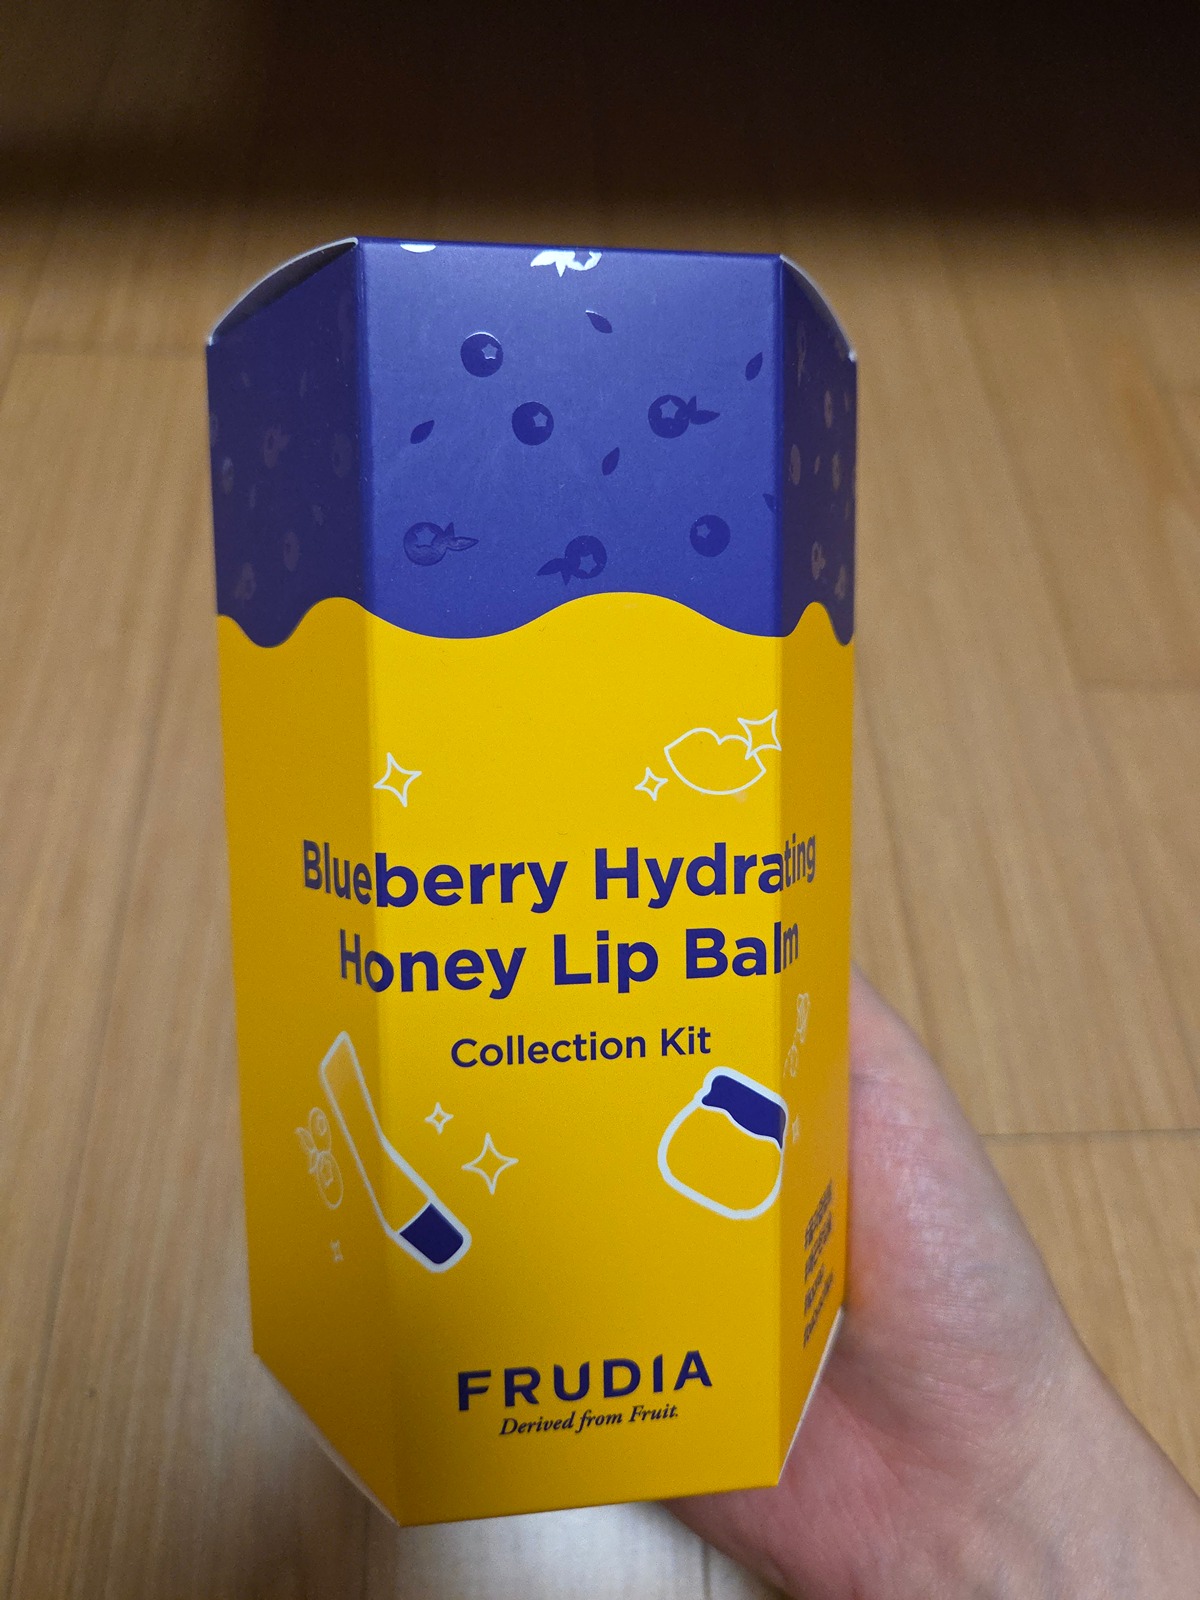 Blueberry Hydrating
Honey Lip Balm
Collection Kit
FRUDIA
Derived from Fruit.